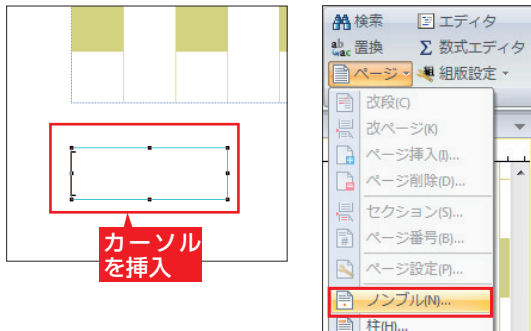 カーソル
を挿入
検索
エディタ
置換
Σ 数式エディタ
ページ
組版設定
改段(C)
改ページ(K)
ページ挿入(I)...
ページ削除(D)...
セクション(S)...
ページ番号(B)...
ページ設定(P)...
ノンブル(N)...
柱(H)...